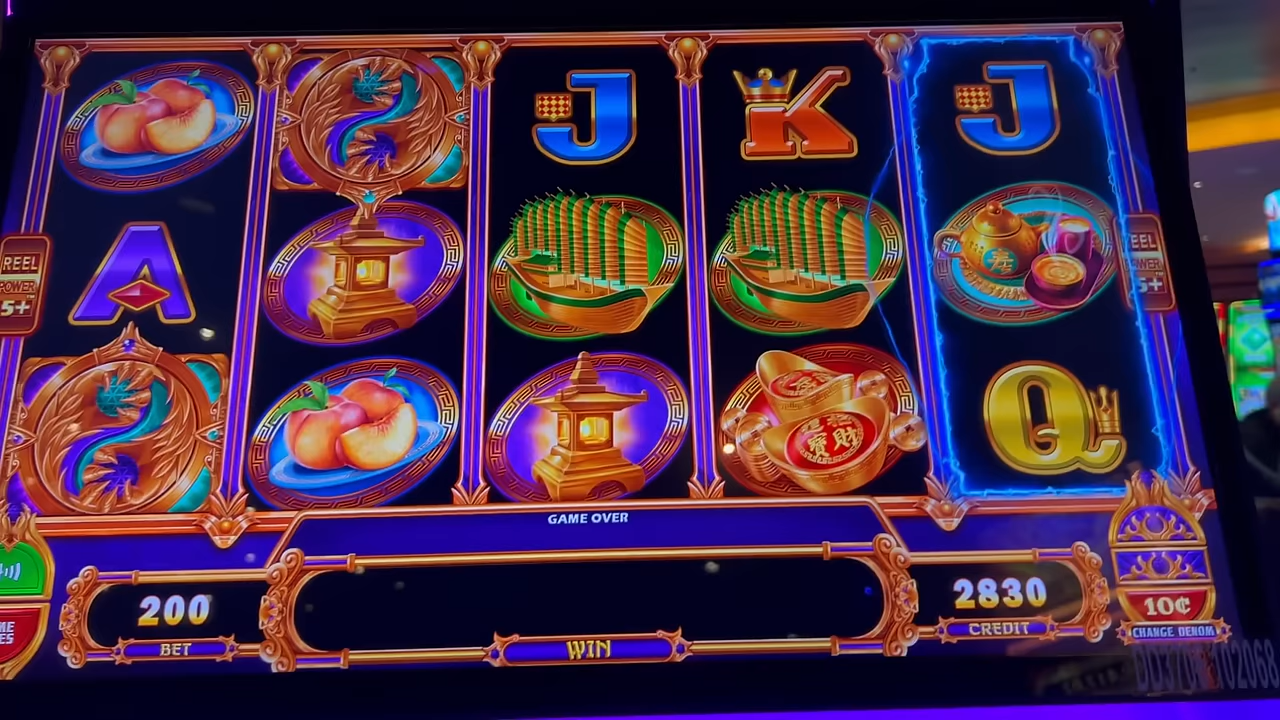 J
K
J
A
REEL
POWER
5+
REEL
POWER
5+
Q
GAME OVER
200
BET
WIN
2830
CREDIT
10¢
CHANGE DENOM